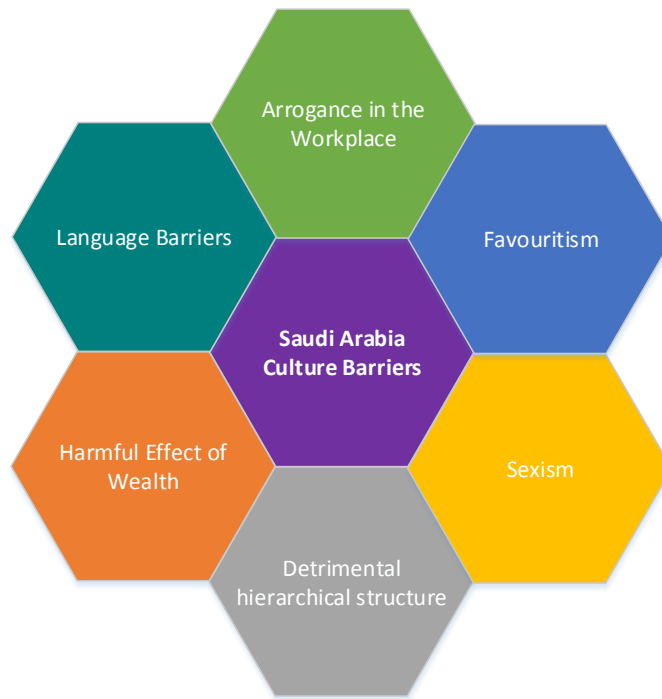 Arrogance in the
Workplace
Language Barriers
Favouritism
Saudi Arabia
Culture Barriers
Harmful Effect of
Wealth
Sexism
Detrimental
hierarchical structure